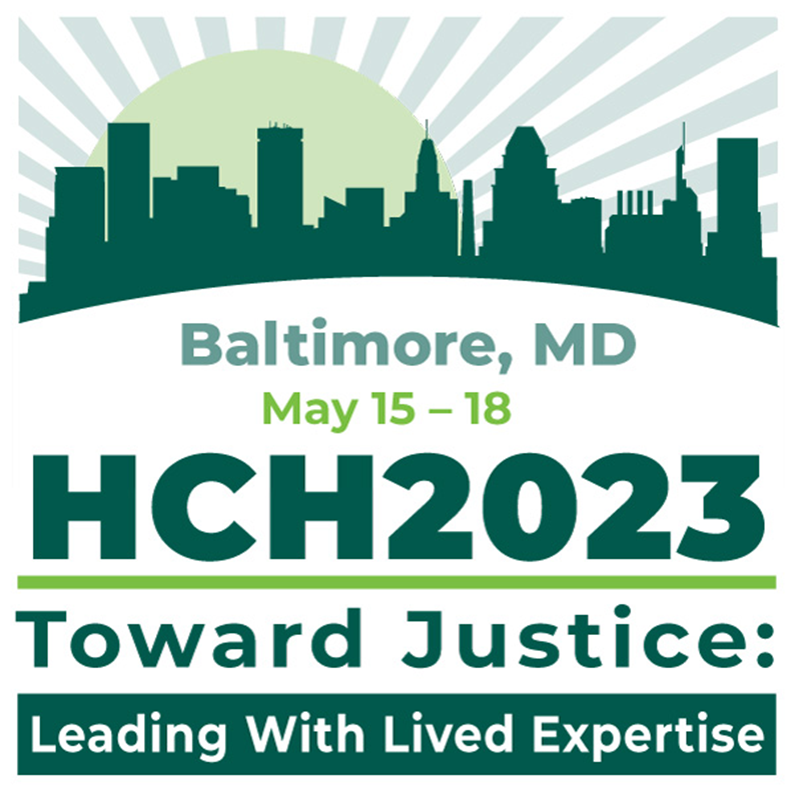 Baltimore, MD
May 15 – 18
HCH2023
Toward Justice:
Leading With Lived Expertise